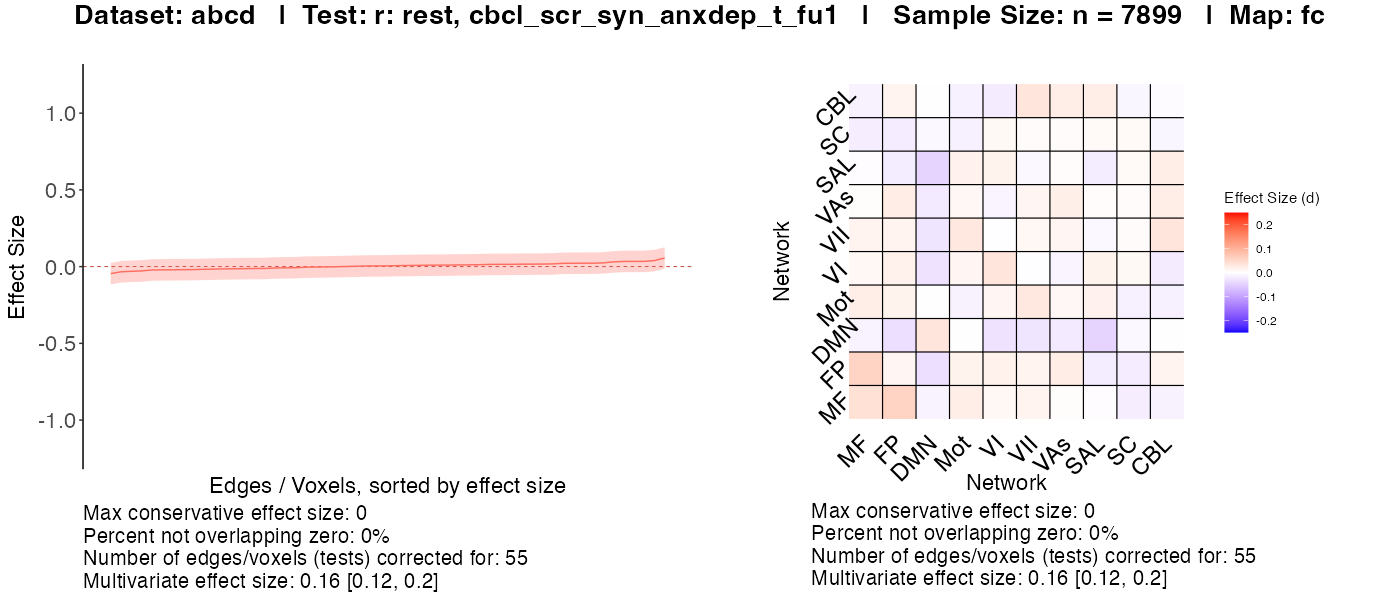 Dataset: abcd | Test: r: rest, cbcl_scr_syn_anxdep_t_fu1 | Sample Size: n = 7899 | Map: fc
Effect Size
1.0
0.5
0.0
-0.5
-1.0
Edges / Voxels, sorted by effect size
Max conservative effect size: 0
Percent not overlapping zero: 0%
Number of edges/voxels (tests) corrected for: 55
Multivariate effect size: 0.16 [0.12, 0.2]
Network
CBL
SC
SAL
VAs
VII
VI
Mot
DMN
FP
MF
MF FP DMN Mot VI VII VAs SAL SC CBL
Network
Effect Size (d)
0.2
0.1
0.0
-0.1
-0.2
Max conservative effect size: 0
Percent not overlapping zero: 0%
Number of edges/voxels (tests) corrected for: 55
Multivariate effect size: 0.16 [0.12, 0.2]